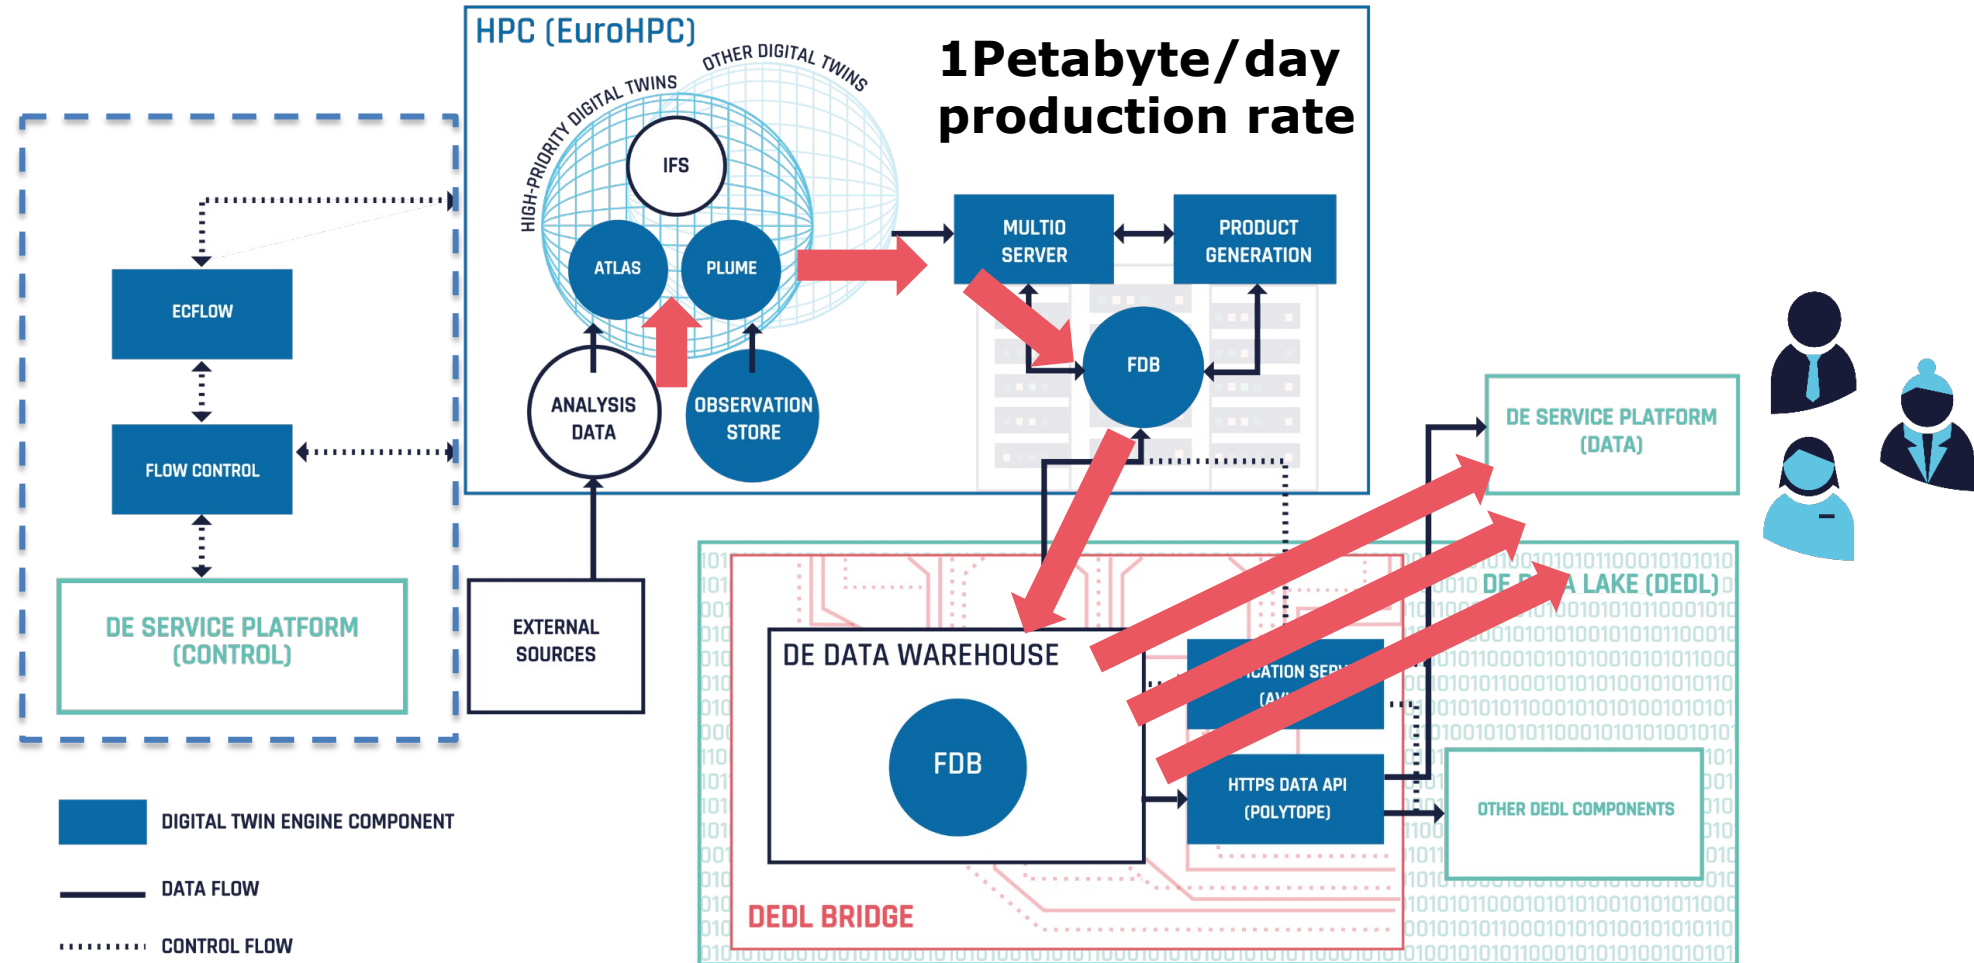 HPC (EuroHPC)
1Petabyte/day
production rate
OTHER DIGITAL TWINS
HIGH-PRIORITY DIGITAL TWINS
IFS
ATLAS
PLUME
MULTIO
SERVER
PRODUCT
GENERATION
ECFLOW
FDB
ANALYSIS
DATA
OBSERVATION
STORE
FLOW CONTROL
DE SERVICE PLATFORM
(DATA)
DE SERVICE PLATFORM
(CONTROL)
EXTERNAL
SOURCES
DE LAKE (DEDL)
DE DATA WAREHOUSE
FDB
HTTPS DATA API
(POLYTOPE)
OTHER DEDL COMPONENTS
DEDL BRIDGE
DIGITAL TWIN ENGINE COMPONENT
DATA FLOW
CONTROL FLOW